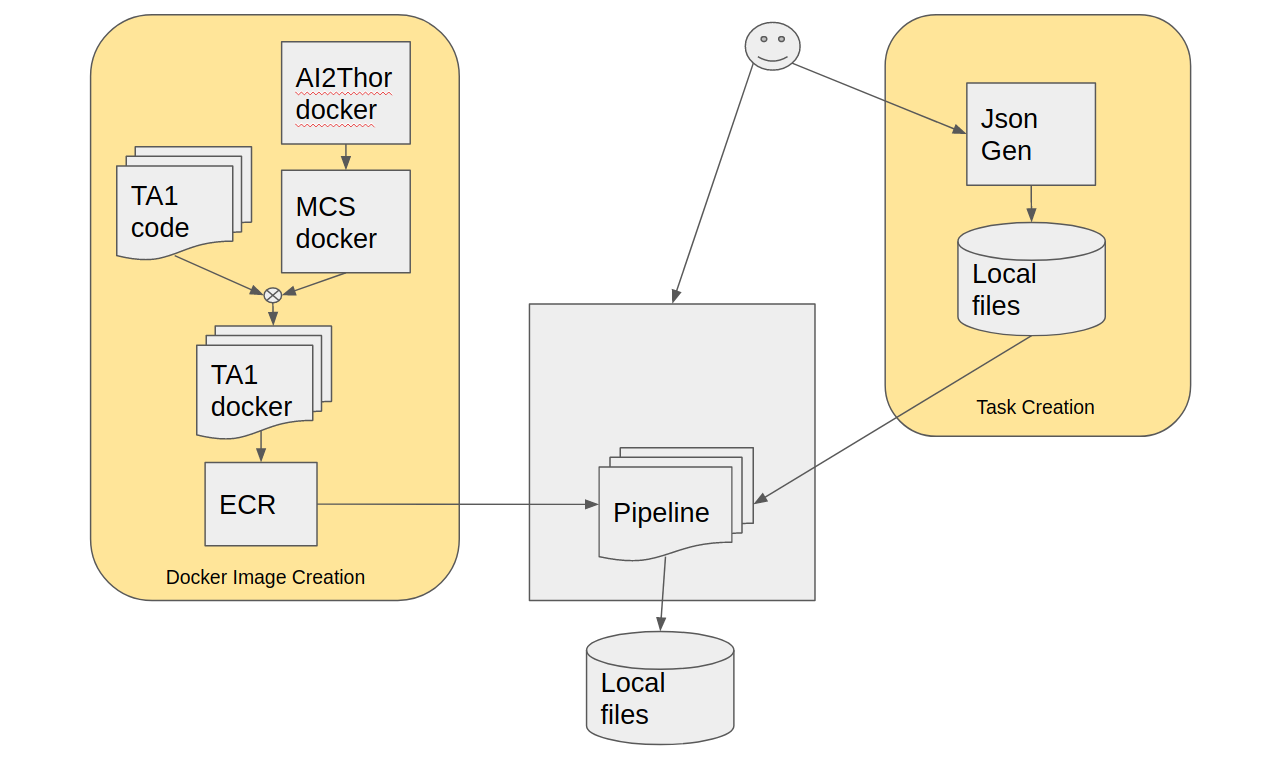 AI2Thor
docker
TA1
code
MCS
docker
TA1
docker
ECR
Docker Image Creation
Pipeline
Local
files
Json
Gen
Local
files
Task Creation